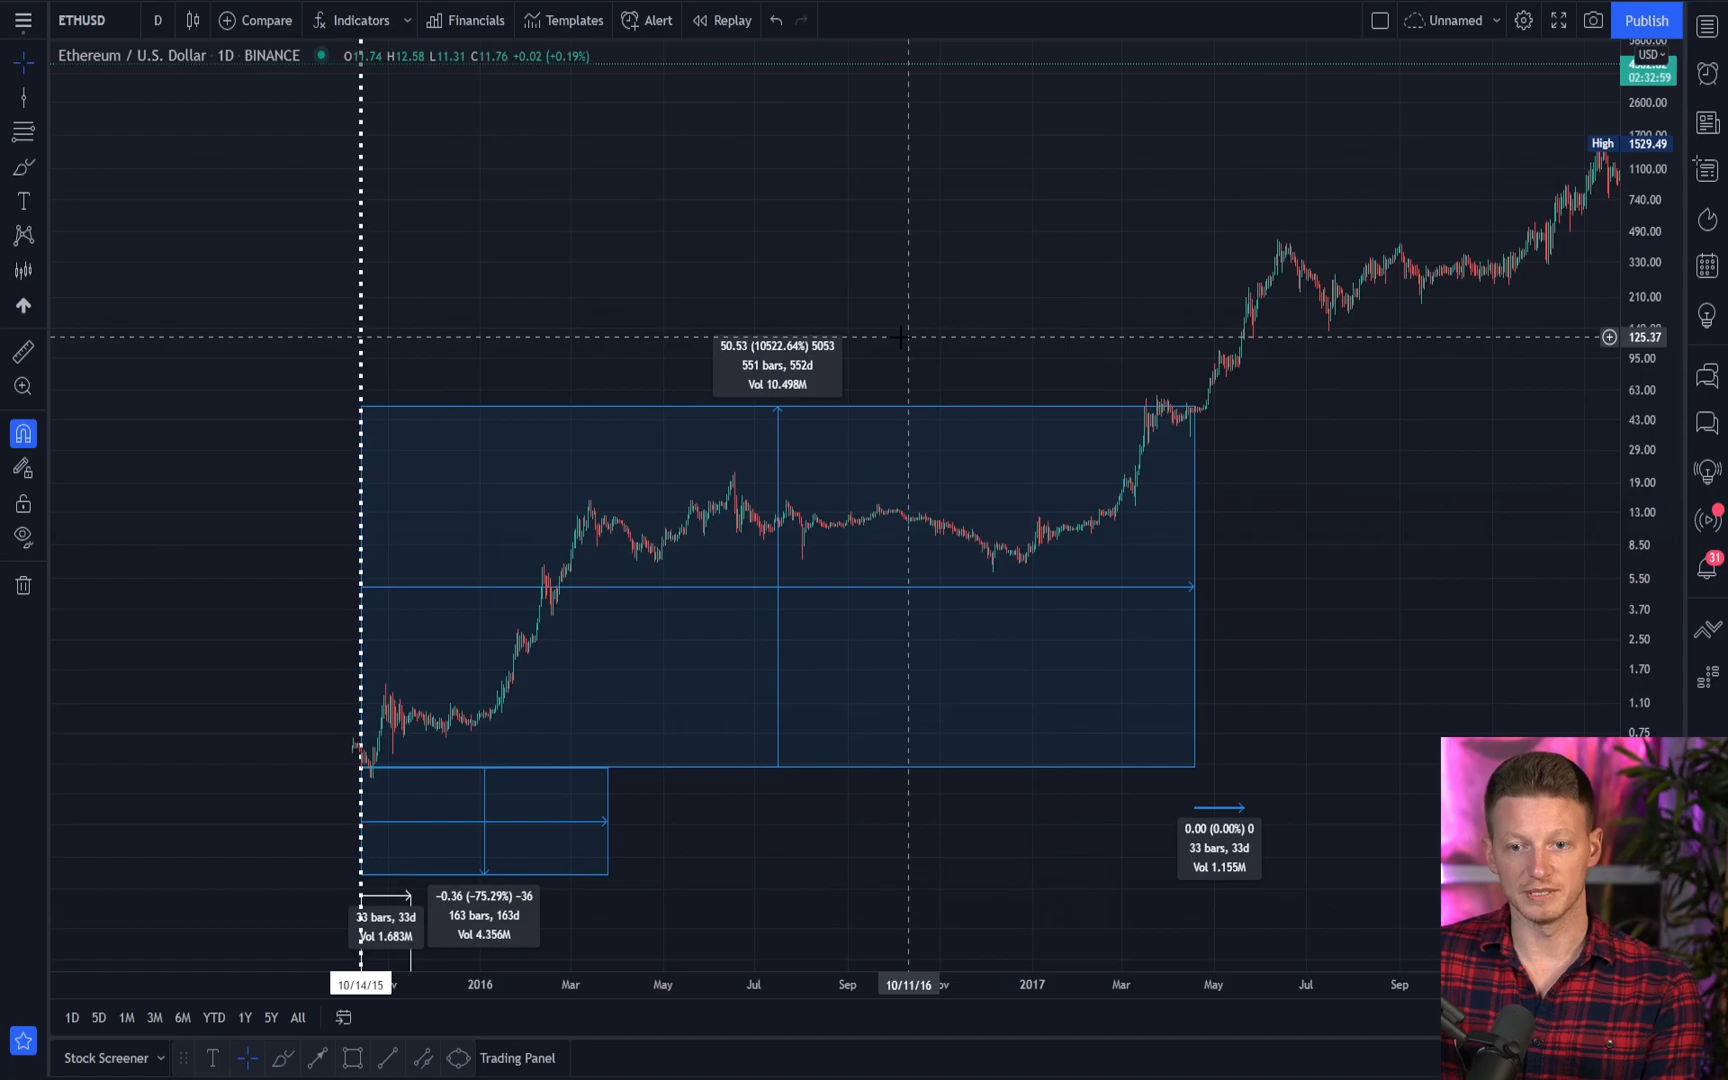 ETHUSD
D
Compare
Indicators
Financials
Templates
Alert
Replay
Unnamed
Publish
Ethereum / U.S. Dollar · 1D · BINANCE
O11.74 H12.58 L11.31 C11.76 +0.02 (+0.19%)
USD
02:32:59
2600.00
High 1529.49
1100.00
740.00
490.00
330.00
210.00
125.37
95.00
63.00
43.00
29.00
19.00
13.00
8.50
5.50
3.70
2.50
1.70
1.10
0.75
31
50.53 (10522.64%) 5053
551 bars, 552d
Vol 10.498M
0.00 (0.00%) 0
33 bars, 33d
Vol 1.155M
−0.36 (−75.29%) −36
163 bars, 163d
Vol 4.356M
33 bars, 33d
Vol 1.683M
10/14/15
2016
Mar
May
Jul
Sep
10/11/16
2017
Mar
May
Jul
Sep
1D 5D 1M 3M 6M YTD 1Y 5Y All
Stock Screener
Trading Panel